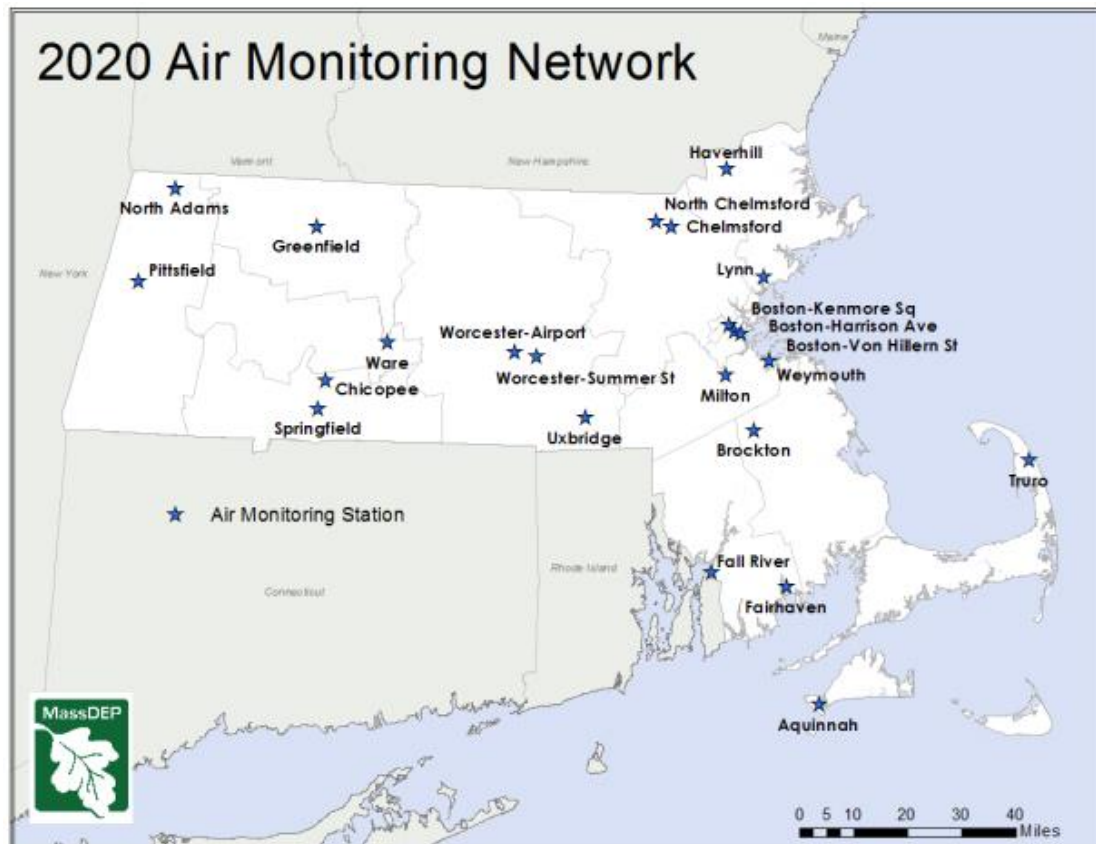 2020 Air Monitoring Network
Maine
Haverhill
Vermont
New Hampshire
North Adams
North Chelmsford
Chelmsford
Greenfield
New York
Pittsfield
Lynn
Boston-Kenmore Sq
Boston-Harrison Ave
Boston-Von Hillern St
Worcester-Airport
Ware
Worcester-Summer St
Weymouth
Milton
Chicopee
Springfield
Uxbridge
Brockton
Truro
Air Monitoring Station
Fall River
Rhode Island
Connecticut
Fairhaven
MassDEP
Aquinnah
0 5 10 20 30 40
Miles